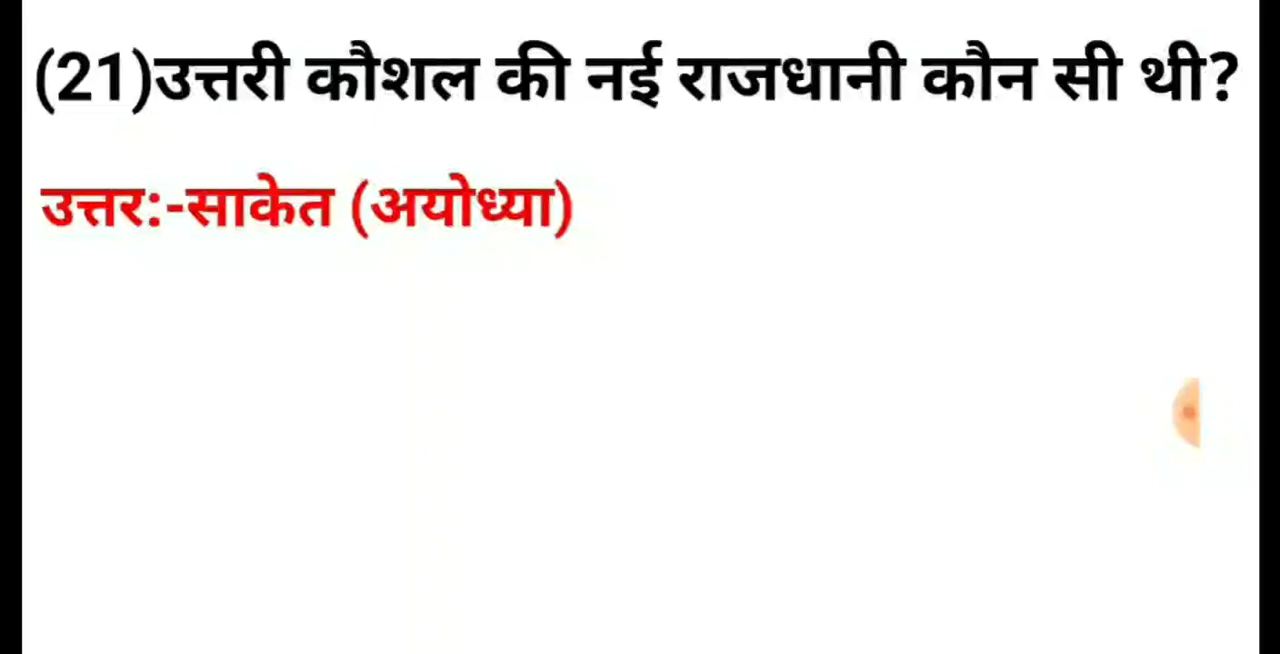 (21)उत्तरी कौशल की नई राजधानी कौन सी थी?
उत्तर:-साकेत (अयोध्या)